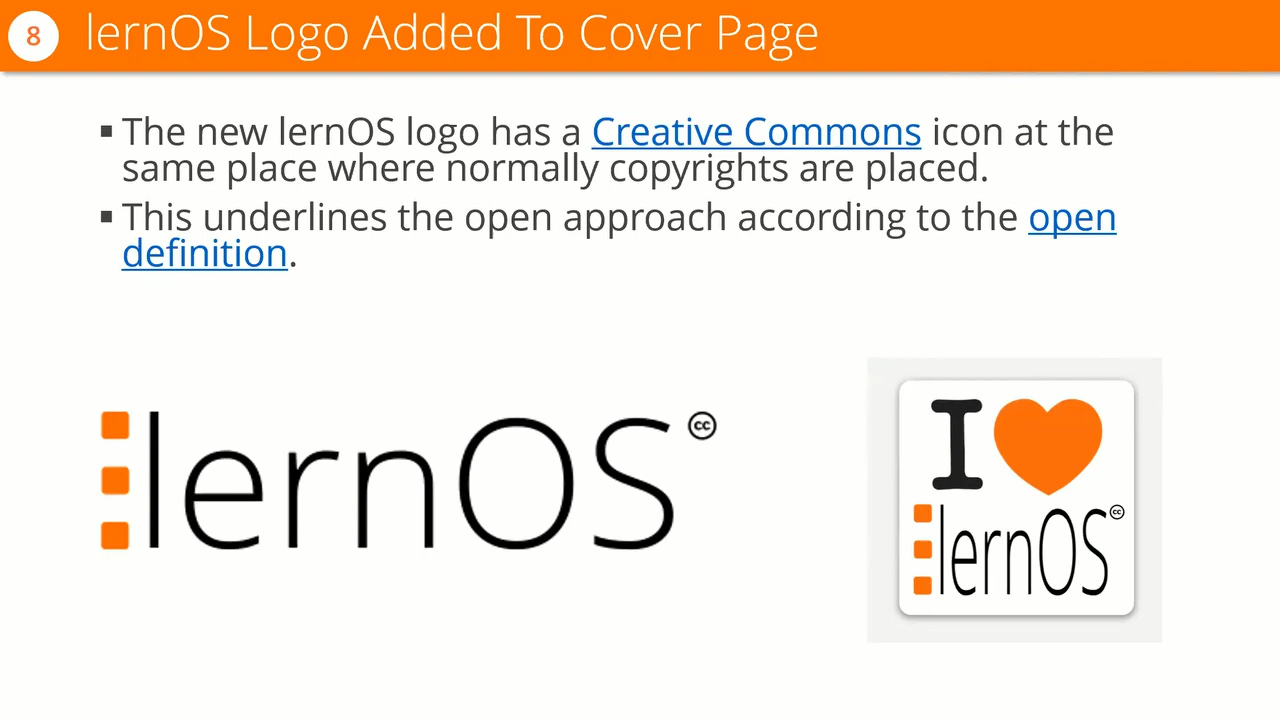 8
lernOS Logo Added To Cover Page
The new lernOS logo has a Creative Commons icon at the
same place where normally copyrights are placed.
This underlines the open approach according to the open
definition.
lernOS cc
I
lernOS cc